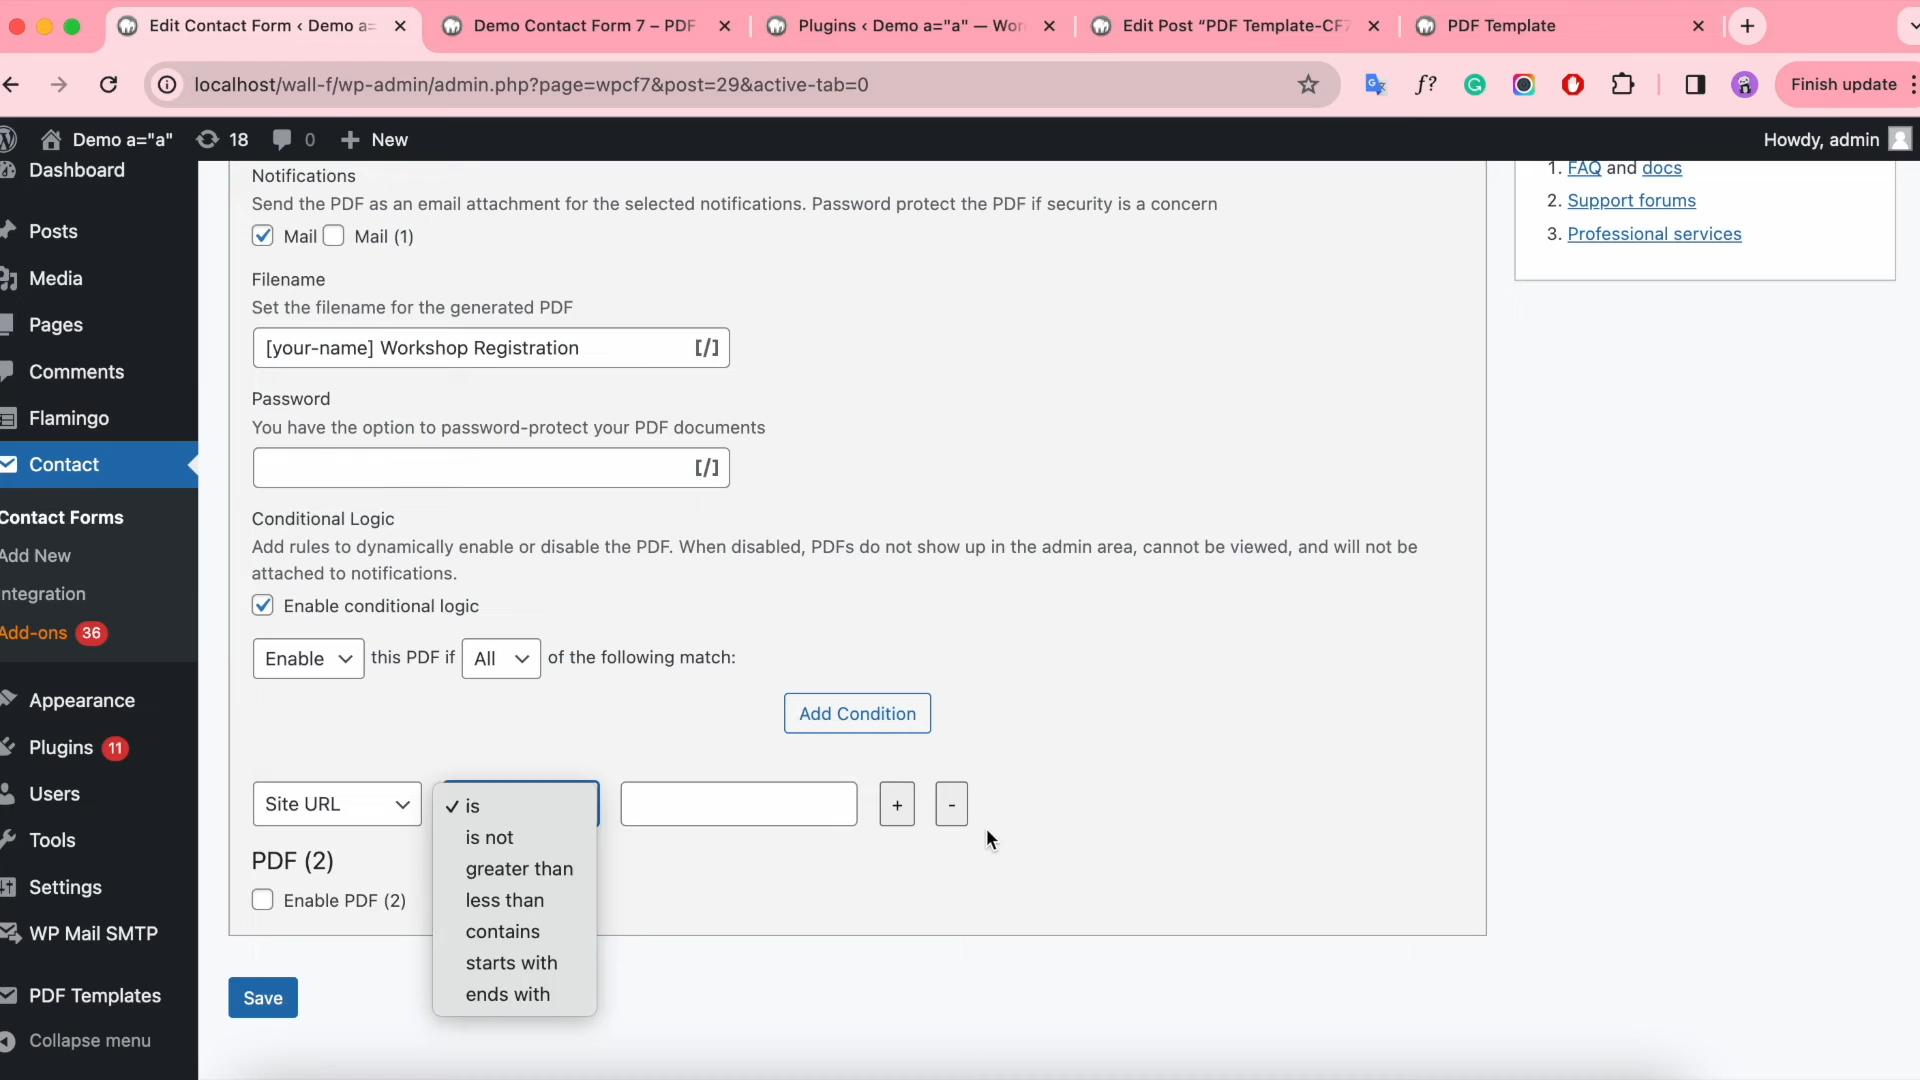 Edit Contact Form ‹ Demo a=
Demo Contact Form 7 – PDF
Plugins ‹ Demo a="a" — Wor
Edit Post “PDF Template-CF7
PDF Template
localhost/wall-f/wp-admin/admin.php?page=wpcf7&post=29&active-tab=0
f?
Finish update
Demo a="a"
18
0
New
Howdy, admin
Dashboard
Posts
Media
Pages
Comments
Flamingo
Contact
Contact Forms
Add New
Integration
Add-ons 36
Appearance
Plugins 11
Users
Tools
Settings
WP Mail SMTP
PDF Templates
Collapse menu
Notifications
Send the PDF as an email attachment for the selected notifications. Password protect the PDF if security is a concern
Mail Mail (1)
Filename
Set the filename for the generated PDF
[your-name] Workshop Registration [/]
Password
You have the option to password-protect your PDF documents
[/]
Conditional Logic
Add rules to dynamically enable or disable the PDF. When disabled, PDFs do not show up in the admin area, cannot be viewed, and will not be
attached to notifications.
Enable conditional logic
Enable this PDF if All of the following match:
Add Condition
Site URL
is
is not
greater than
less than
contains
starts with
ends with
+ -
PDF (2)
Enable PDF (2)
Save
1. FAQ and docs
2. Support forums
3. Professional services